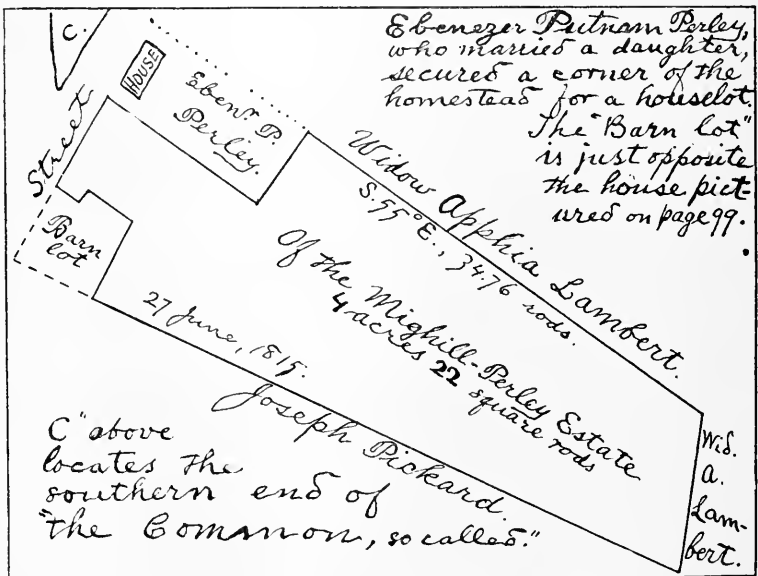 C.
Ebenezer Putnam Perley,
who married a daughter,
secured a corner of the
homestead for a houselot.
The "Barn lot"
is just opposite
the house pict-
ured on page 99.
HOUSE
Ebenr. P.
Perley.
Street
Barn
lot
Widow Apphia Lambert.
S. 55° E., 34.76 rods.
Of the Mighill-Perley Estate
4 acres 22 square rods
27 June, 1815.
Joseph Pickard.
Wid.
A.
Lam-
bert.
C" above
locates the
southern end of
"the Common, so called."